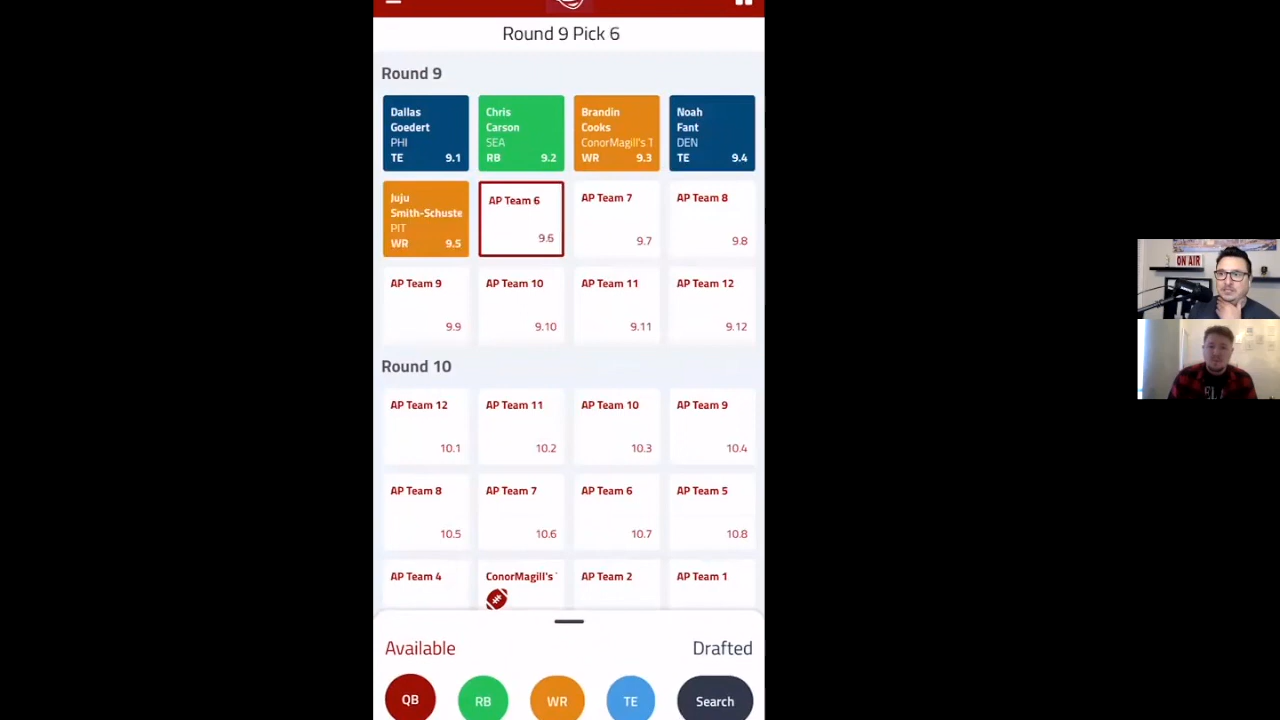 Round 9 Pick 6
Round 9
Dallas Goedert
PHI
TE 9.1
Chris Carson
SEA
RB 9.2
Brandin Cooks
ConorMagill's T
WR 9.3
Noah Fant
DEN
TE 9.4
Juju Smith-Schuste
PIT
WR 9.5
AP Team 6
9.6
AP Team 7
9.7
AP Team 8
9.8
AP Team 9
9.9
AP Team 10
9.10
AP Team 11
9.11
AP Team 12
9.12
Round 10
AP Team 12
10.1
AP Team 11
10.2
AP Team 10
10.3
AP Team 9
10.4
AP Team 8
10.5
AP Team 7
10.6
AP Team 6
10.7
AP Team 5
10.8
AP Team 4
ConorMagill's
AP Team 2
AP Team 1
Available Drafted
QB RB WR TE Search
ON AIR